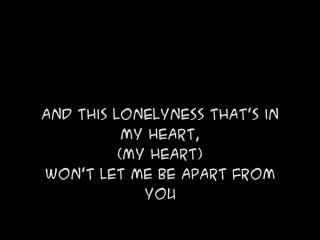 AND THIS LONELYNESS THAT'S IN
MY HEART,
(MY HEART)
WON'T LET ME BE APART FROM
YOU